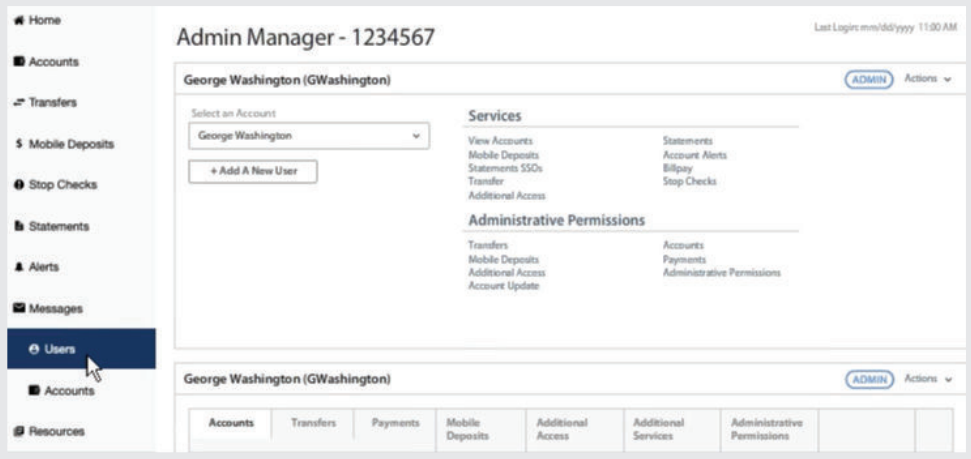 Home
Accounts
Transfers
$ Mobile Deposits
Stop Checks
Statements
Alerts
Messages
Users
Accounts
Resources
Last Login: mm/dd/yyyy 11:00 AM
Admin Manager - 1234567
George Washington (GWashington)
ADMIN Actions
Select an Account
George Washington
+ Add A New User
Services
View Accounts
Mobile Deposits
Statements SSOs
Transfer
Additional Access
Statements
Account Alerts
Billpay
Stop Checks
Administrative Permissions
Transfers
Mobile Deposits
Additional Access
Account Update
Accounts
Payments
Administrative Permissions
George Washington (GWashington)
ADMIN Actions
Accounts
Transfers
Payments
Mobile
Deposits
Additional
Access
Additional
Services
Administrative
Permissions